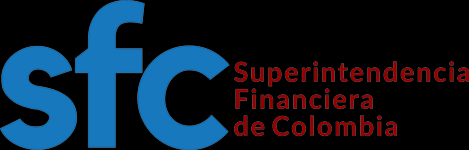 sfc
Superintendencia
Financiera
de Colombia